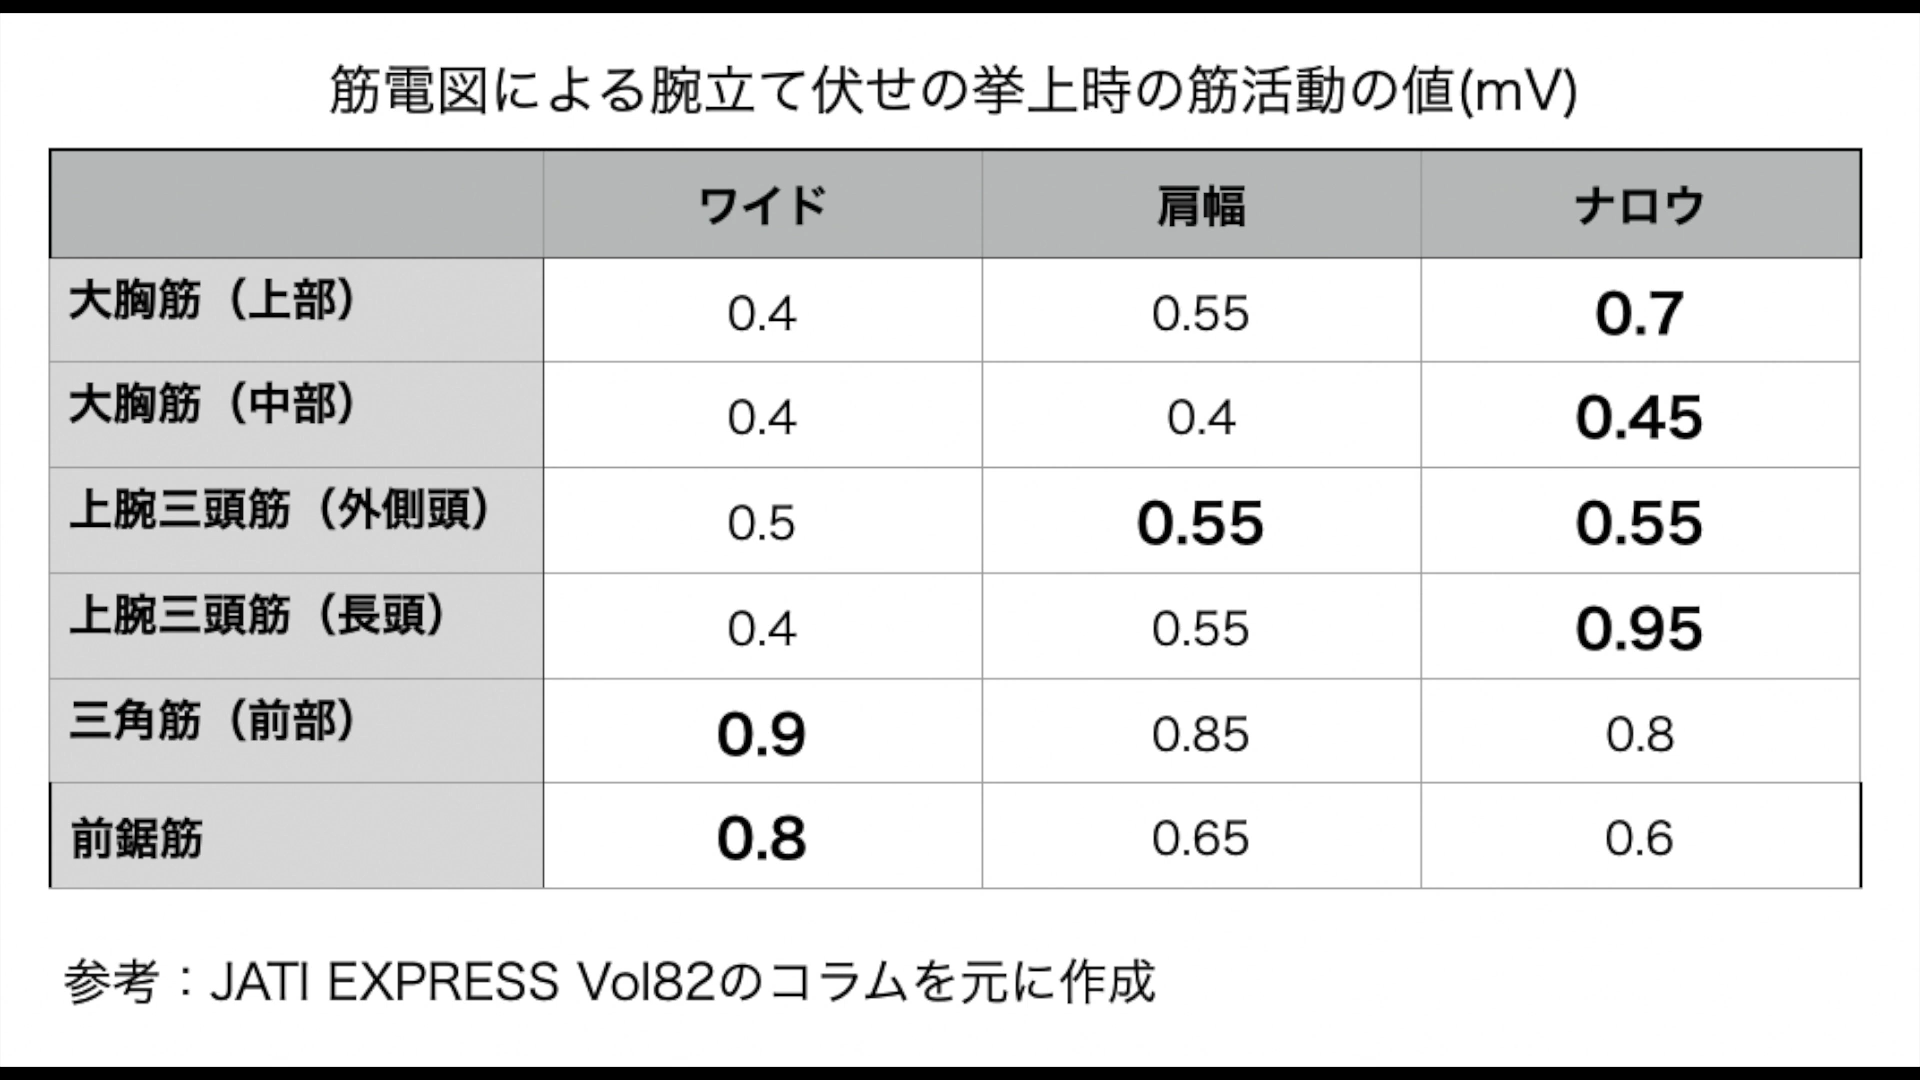 筋電図による腕立て伏せの挙上時の筋活動の値(mV)
ワイド 肩幅 ナロウ
大胸筋（上部） 0.4 0.55 0.7
大胸筋（中部） 0.4 0.4 0.45
上腕三頭筋（外側頭） 0.5 0.55 0.55
上腕三頭筋（長頭） 0.4 0.55 0.95
三角筋（前部） 0.9 0.85 0.8
前鋸筋 0.8 0.65 0.6
参考：JATI EXPRESS Vol82のコラムを元に作成